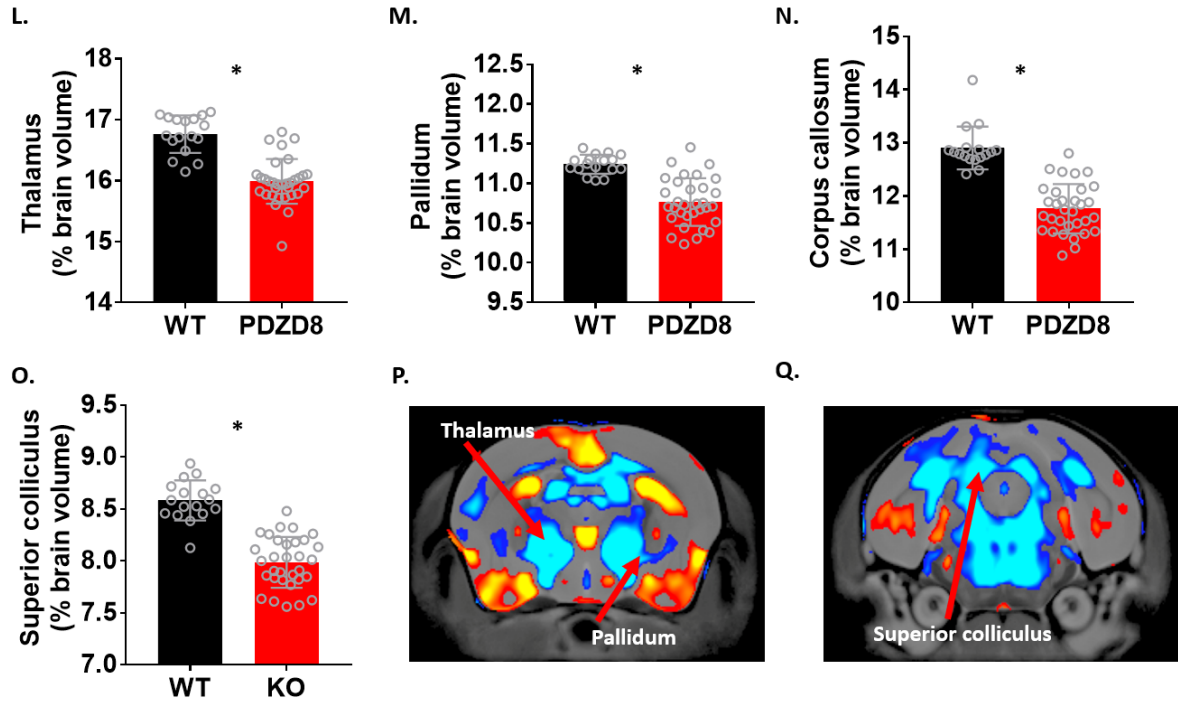 L.
M.
N.
Thalamus
(% brain volume)
18
17
16
15
14
*
WT PDZD8
Pallidum
(% brain volume)
12.5
12.0
11.5
11.0
10.5
10.0
9.5
*
WT PDZD8
Corpus callosum
(% brain volume)
15
14
13
12
11
10
*
WT PDZD8
O.
P.
Q.
Superior colliculus
(% brain volume)
9.5
9.0
8.5
8.0
7.5
7.0
*
WT KO
Thalamus
Pallidum
Superior colliculus